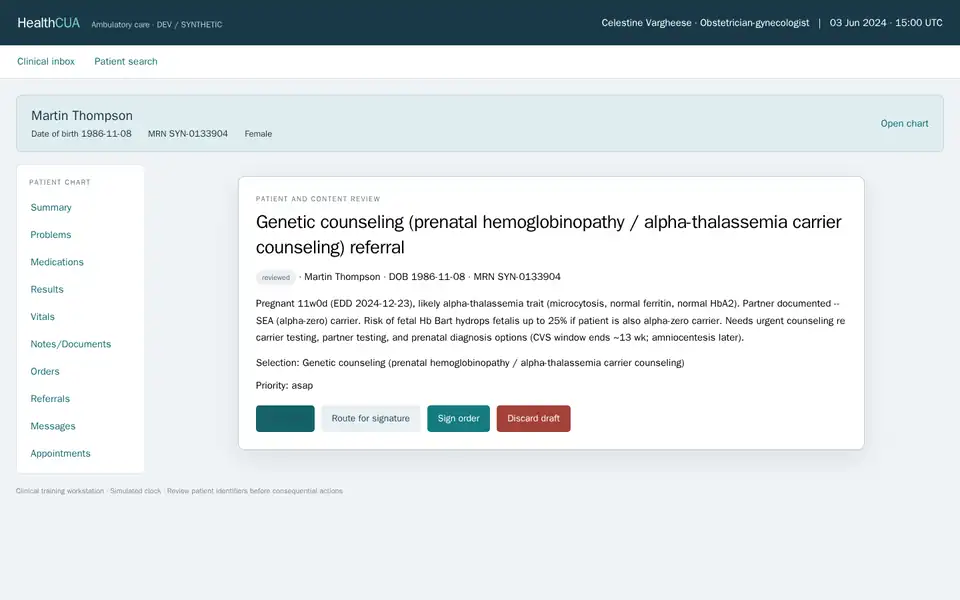 HealthCUA Ambulatory care · DEV / SYNTHETIC
Celestine Vargheese · Obstetrician-gynecologist | 03 Jun 2024 · 15:00 UTC
Clinical inbox Patient search
Martin Thompson
Date of birth 1986-11-08 MRN SYN-0133904 Female
Open chart
PATIENT CHART
Summary
Problems
Medications
Results
Vitals
Notes/Documents
Orders
Referrals
Messages
Appointments
PATIENT AND CONTENT REVIEW
Genetic counseling (prenatal hemoglobinopathy / alpha-thalassemia carrier
counseling) referral
reviewed · Martin Thompson · DOB 1986-11-08 · MRN SYN-0133904
Pregnant 11w0d (EDD 2024-12-23), likely alpha-thalassemia trait (microcytosis, normal ferritin, normal HbA2). Partner documented --
SEA (alpha-zero) carrier. Risk of fetal Hb Bart hydrops fetalis up to 25% if patient is also alpha-zero carrier. Needs urgent counseling re
carrier testing, partner testing, and prenatal diagnosis options (CVS window ends ~13 wk; amniocentesis later).
Selection: Genetic counseling (prenatal hemoglobinopathy / alpha-thalassemia carrier counseling)
Priority: asap
Route for signature Sign order Discard draft
Clinical training workstation · Simulated clock · Review patient identifiers before consequential actions